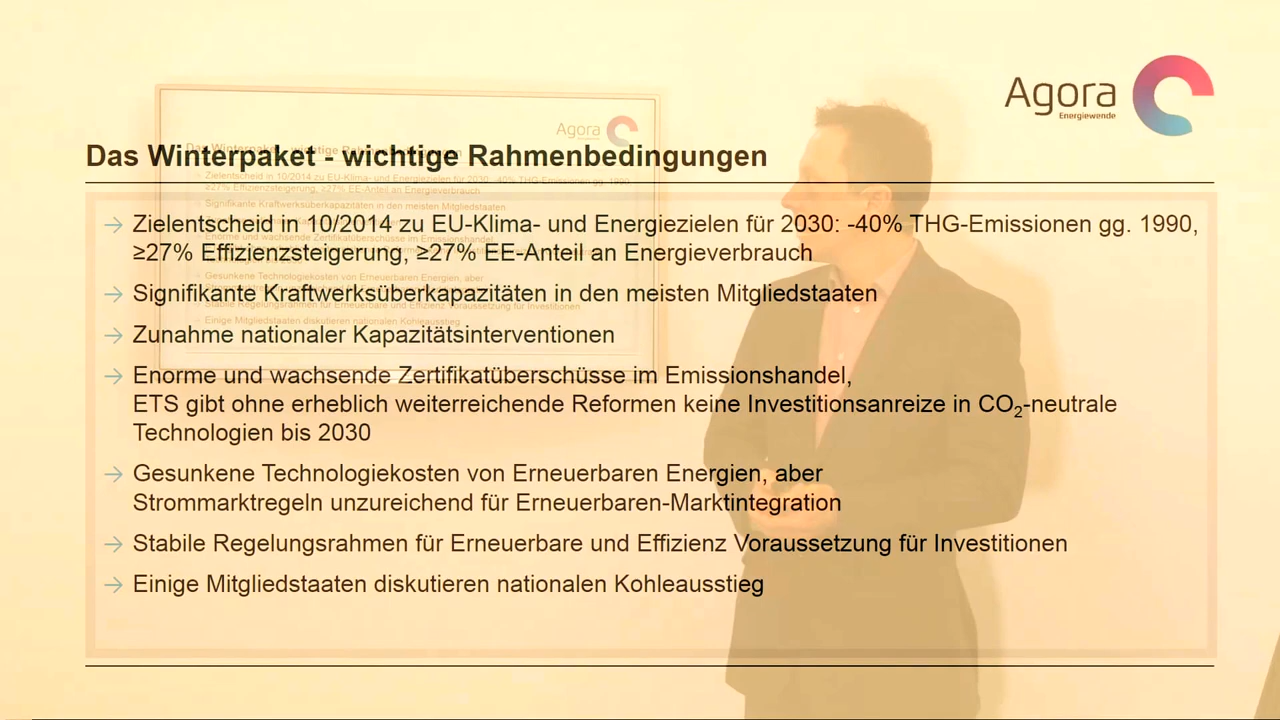 Agora
Energiewende
Das Winterpaket - wichtige Rahmenbedingungen
→ Zielentscheid in 10/2014 zu EU-Klima- und Energiezielen für 2030: -40% THG-Emissionen gg. 1990,
≥27% Effizienzsteigerung, ≥27% EE-Anteil an Energieverbrauch
→ Signifikante Kraftwerksüberkapazitäten in den meisten Mitgliedstaaten
→ Zunahme nationaler Kapazitätsinterventionen
→ Enorme und wachsende Zertifikatüberschüsse im Emissionshandel,
ETS gibt ohne erheblich weiterreichende Reformen keine Investitionsanreize in CO₂-neutrale
Technologien bis 2030
→ Gesunkene Technologiekosten von Erneuerbaren Energien, aber
Strommarktregeln unzureichend für Erneuerbaren-Marktintegration
→ Stabile Regelungsrahmen für Erneuerbare und Effizienz Voraussetzung für Investitionen
→ Einige Mitgliedstaaten diskutieren nationalen Kohleausstieg